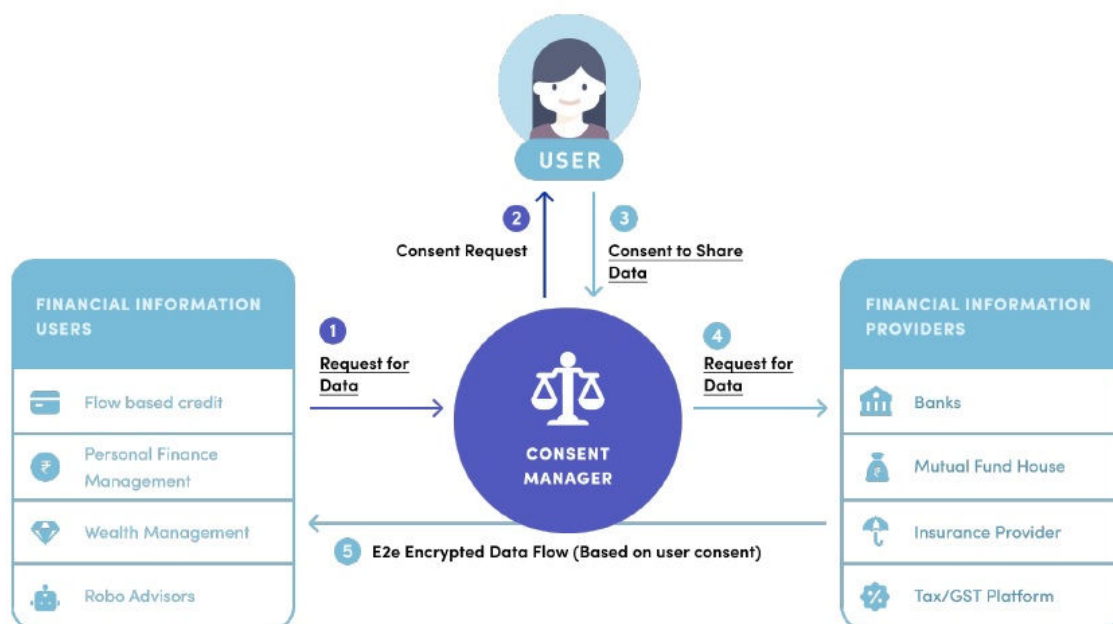 USER
2
Consent Request
3
Consent to Share
Data
FINANCIAL INFORMATION
USERS
Flow based credit
₹
Personal Finance
Management
Wealth Management
Robo Advisors
1
Request for
Data
CONSENT
MANAGER
4
Request for
Data
FINANCIAL INFORMATION
PROVIDERS
Banks
₹
Mutual Fund House
Insurance Provider
%
Tax/GST Platform
5 E2e Encrypted Data Flow (Based on user consent)